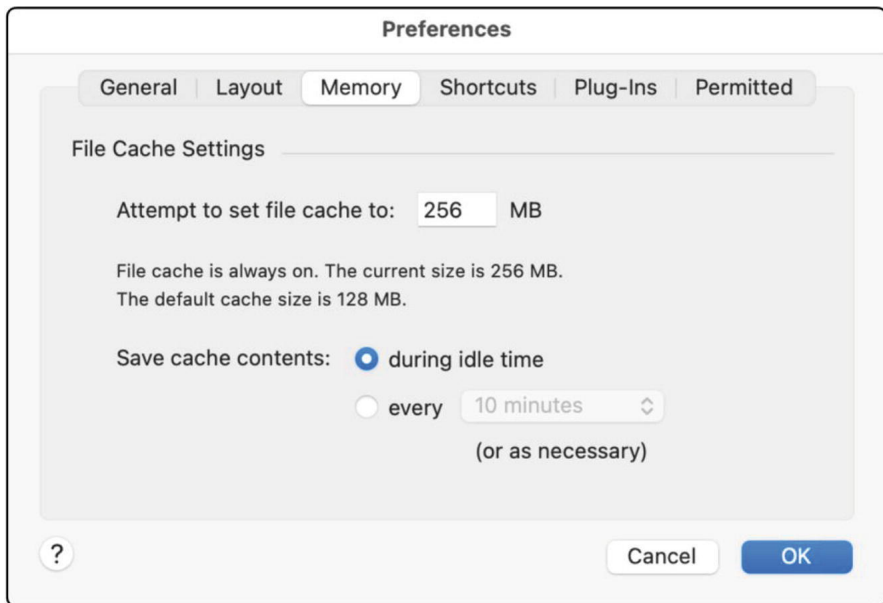 Preferences
General Layout Memory Shortcuts Plug-Ins Permitted
File Cache Settings
Attempt to set file cache to: 256 MB
File cache is always on. The current size is 256 MB.
The default cache size is 128 MB.
Save cache contents: during idle time
every 10 minutes
(or as necessary)
? Cancel OK